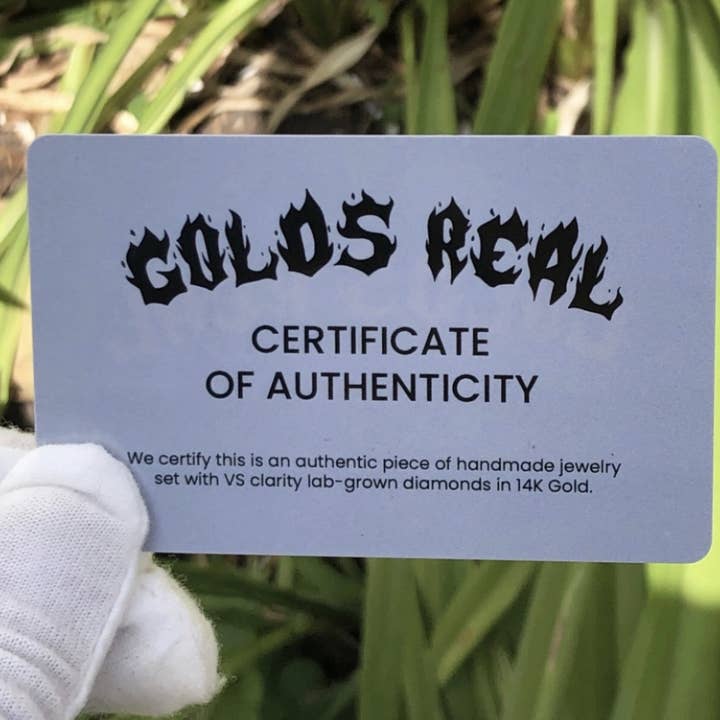 GOLDS REAL
CERTIFICATE
OF AUTHENTICITY
We certify this is an authentic piece of handmade jewelry
set with VS clarity lab-grown diamonds in 14K Gold.